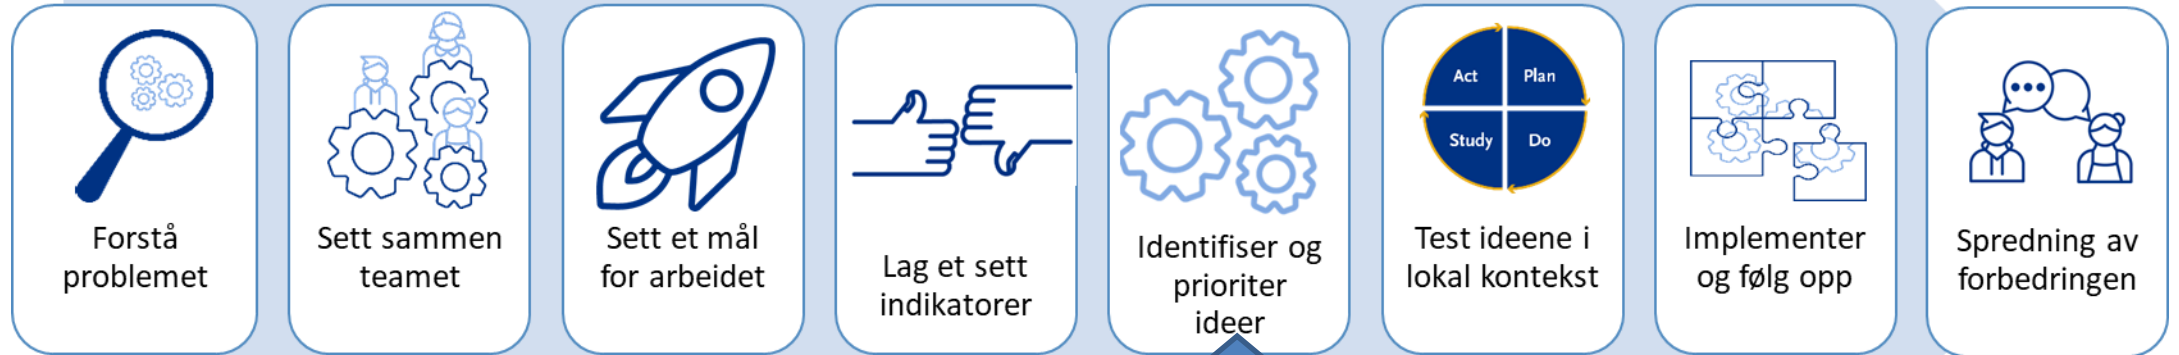 Forstå
problemet
Sett sammen
teamet
Sett et mål
for arbeidet
Lag et sett
indikatorer
Identifiser og
prioriter
ideer
Act
Plan
Study
Do
Test ideene i
lokal kontekst
Implementer
og følg opp
Spredning av
forbedringen